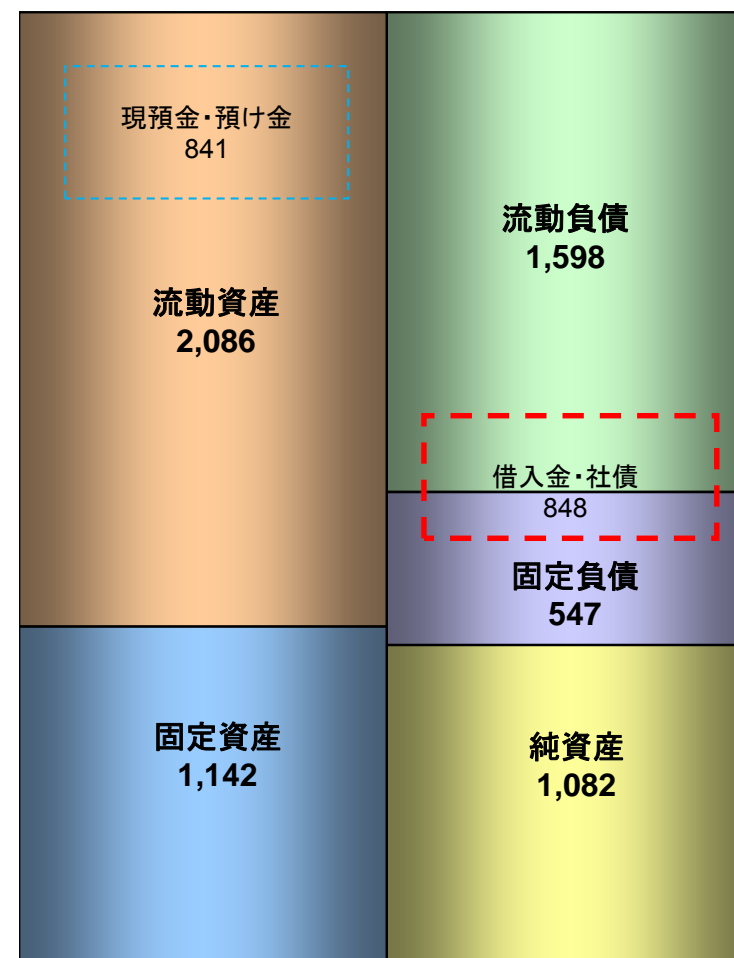 現預金・預け金
841
流動資産
2,086
固定資産
1,142
流動負債
1,598
借入金・社債
848
固定負債
547
純資産
1,082